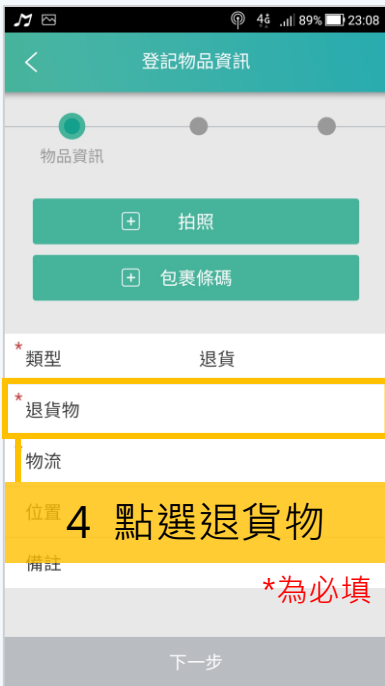 4G 89% 23:08
登記物品資訊
物品資訊
拍照
包裹條碼
*類型 退貨
*退貨物
*物流
位置
4 點選退貨物
備註
*為必填
下一步